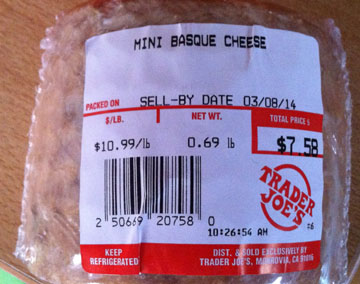 MINI BASQUE CHEESE
PACKED ON SELL-BY DATE 03/08/14
$/LB. NET WT. TOTAL PRICE $
$10.99/lb 0.69 lb $7.58
TRADER JOE'S
2 50669 20758 0
10:26:54 AM #6
KEEP REFRIGERATED
DIST. & SOLD EXCLUSIVELY BY
TRADER JOE'S, MONROVIA, CA 91016